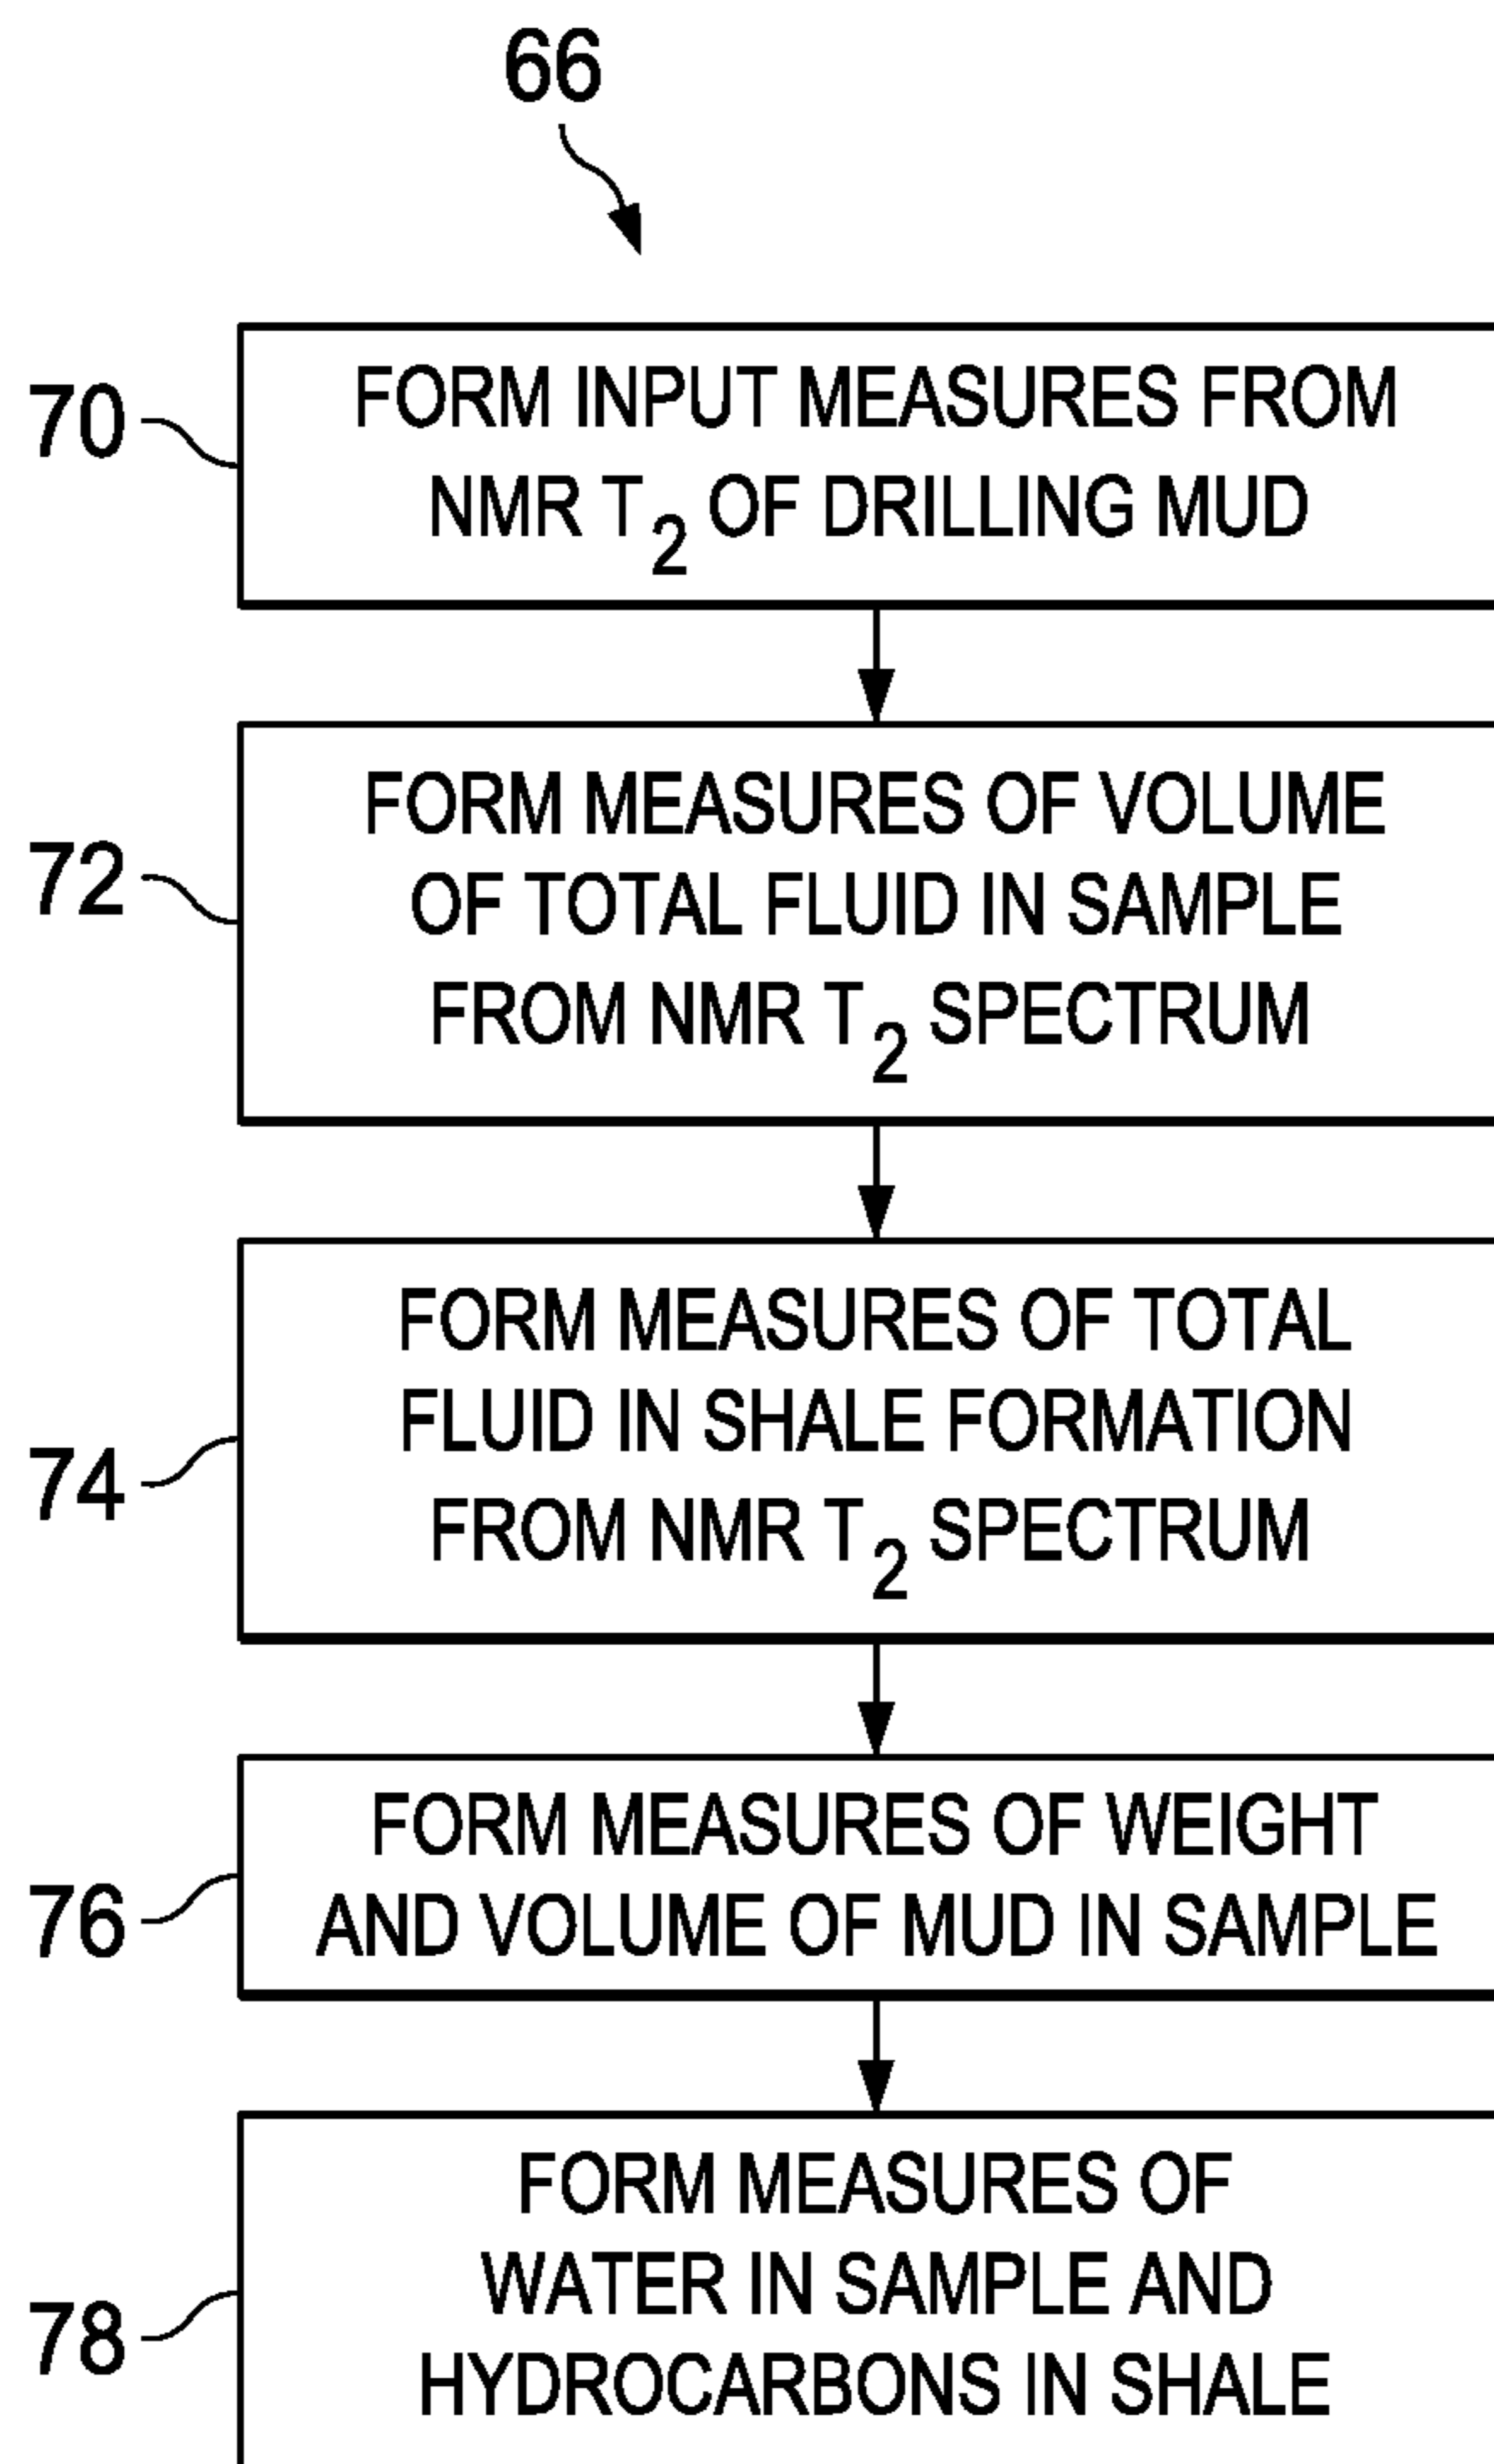 66
70
FORM INPUT MEASURES FROM
NMR T₂ OF DRILLING MUD
72
FORM MEASURES OF VOLUME
OF TOTAL FLUID IN SAMPLE
FROM NMR T₂ SPECTRUM
74
FORM MEASURES OF TOTAL
FLUID IN SHALE FORMATION
FROM NMR T₂ SPECTRUM
76
FORM MEASURES OF WEIGHT
AND VOLUME OF MUD IN SAMPLE
78
FORM MEASURES OF
WATER IN SAMPLE AND
HYDROCARBONS IN SHALE